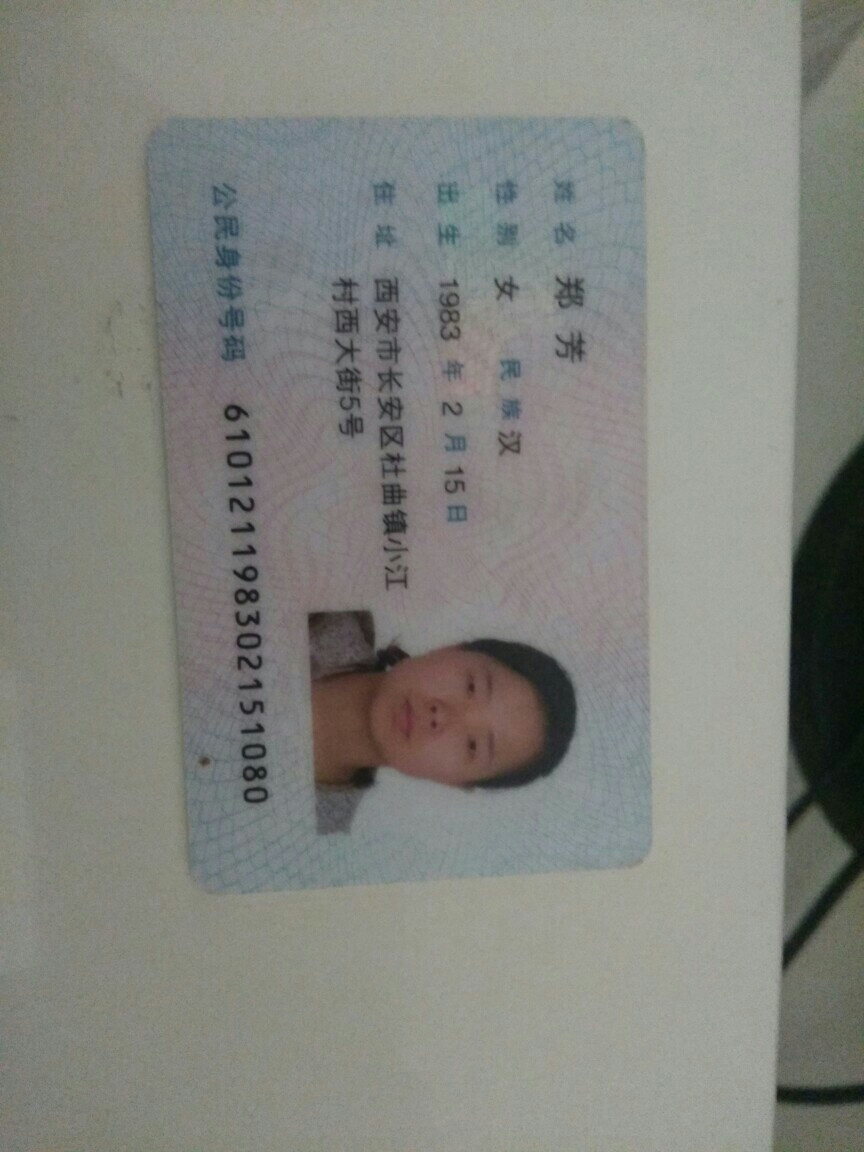 姓名 郑芳
性别 女 民族 汉
出生 1983 年 2 月 15 日
住址 西安市长安区杜曲镇小江
村西大街5号
公民身份号码 610121198302151080